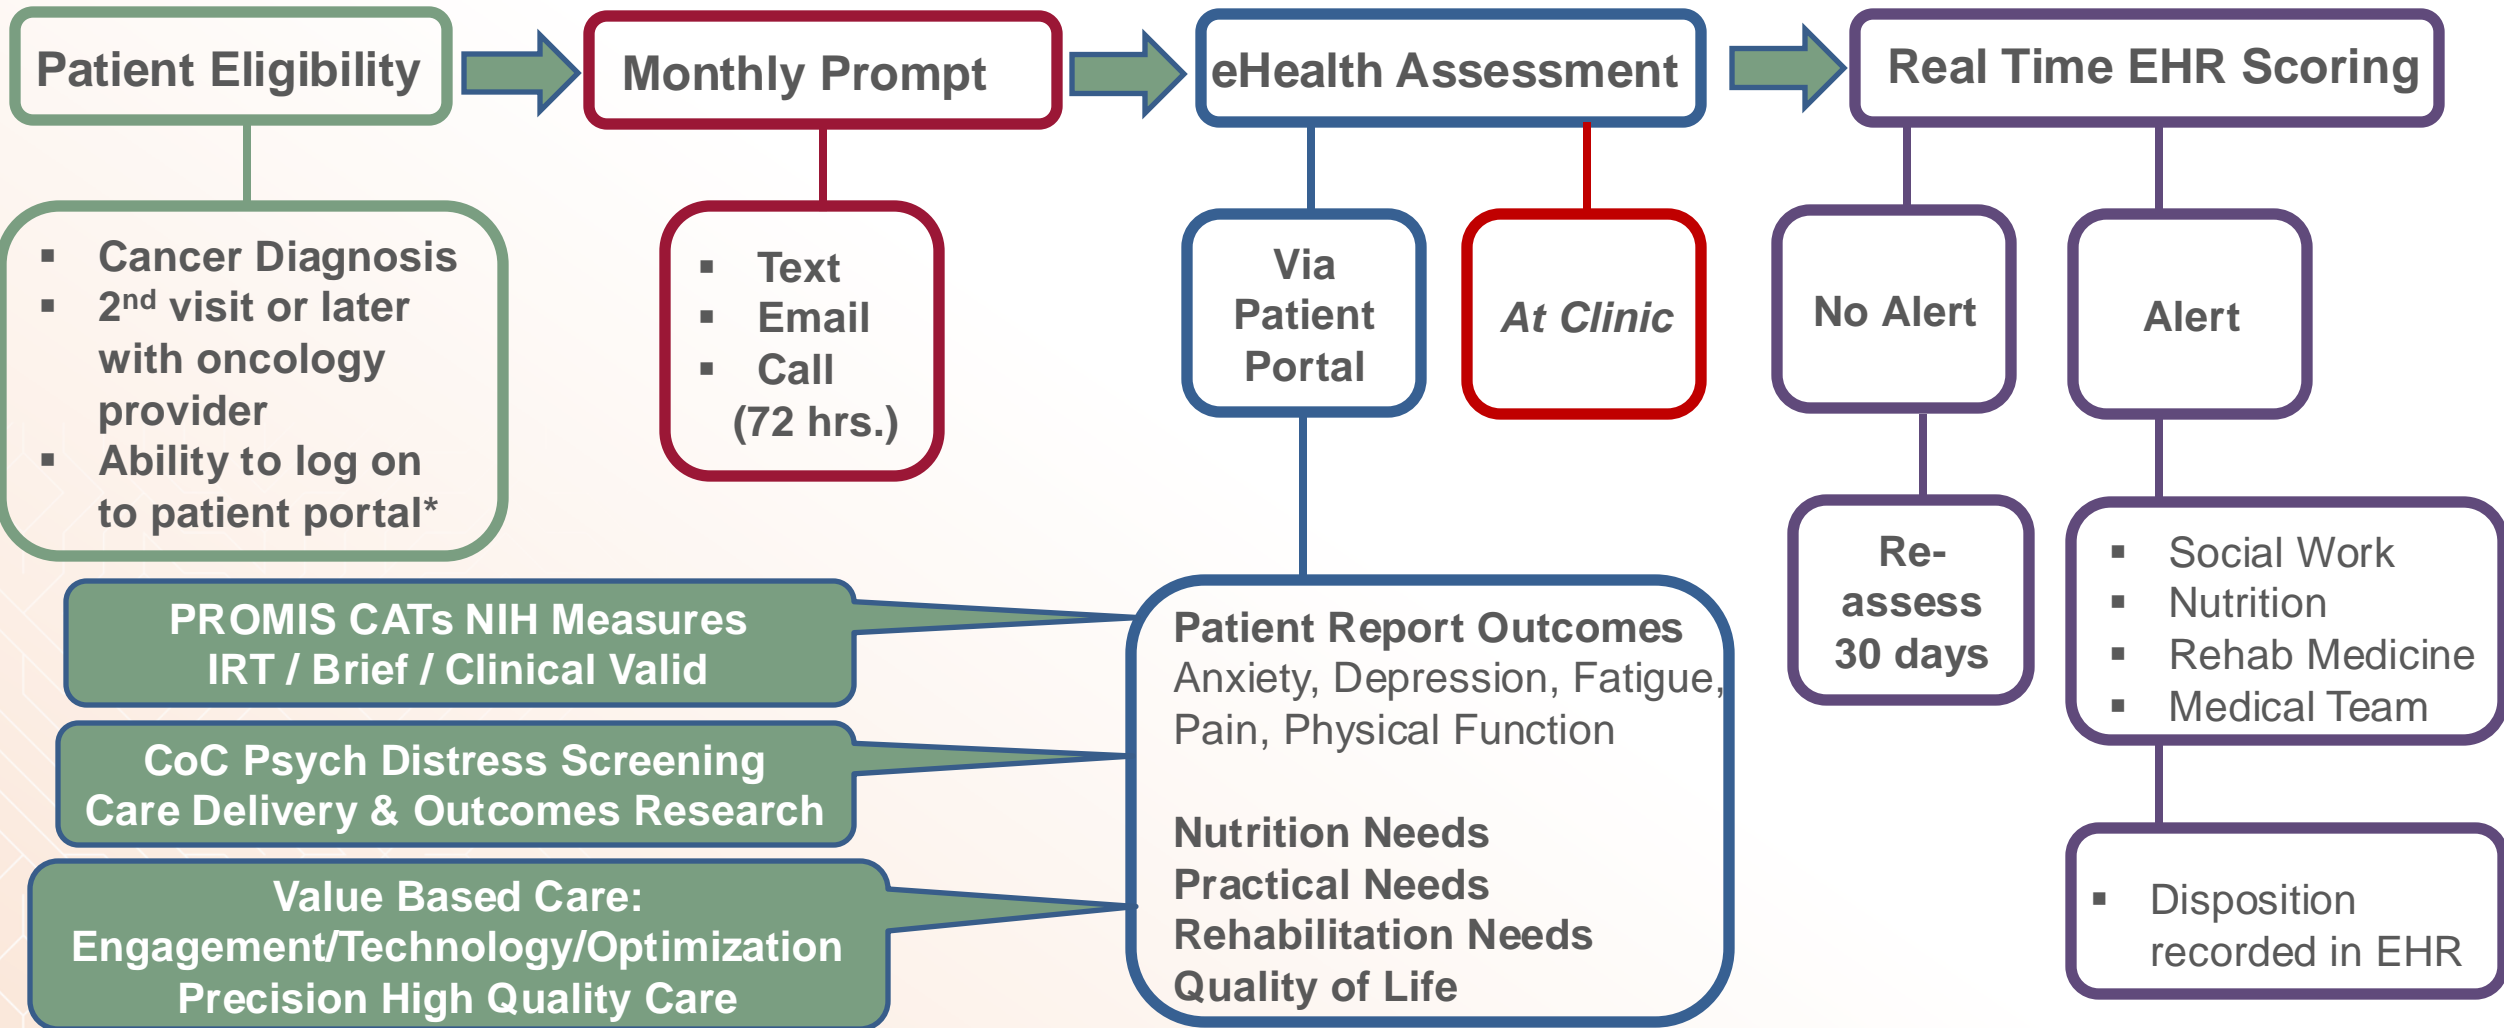 Patient Eligibility
Monthly Prompt
eHealth Assessment
Real Time EHR Scoring
▪ Cancer Diagnosis
▪ 2nd visit or later
with oncology
provider
▪ Ability to log on
to patient portal*
▪ Text
▪ Email
▪ Call
(72 hrs.)
Via
Patient
Portal
At Clinic
No Alert
Alert
Re-
assess
30 days
▪ Social Work
▪ Nutrition
▪ Rehab Medicine
▪ Medical Team
▪ Disposition
recorded in EHR
PROMIS CATs NIH Measures
IRT / Brief / Clinical Valid
CoC Psych Distress Screening
Care Delivery & Outcomes Research
Value Based Care:
Engagement/Technology/Optimization
Precision High Quality Care
Patient Report Outcomes
Anxiety, Depression, Fatigue,
Pain, Physical Function
Nutrition Needs
Practical Needs
Rehabilitation Needs
Quality of Life